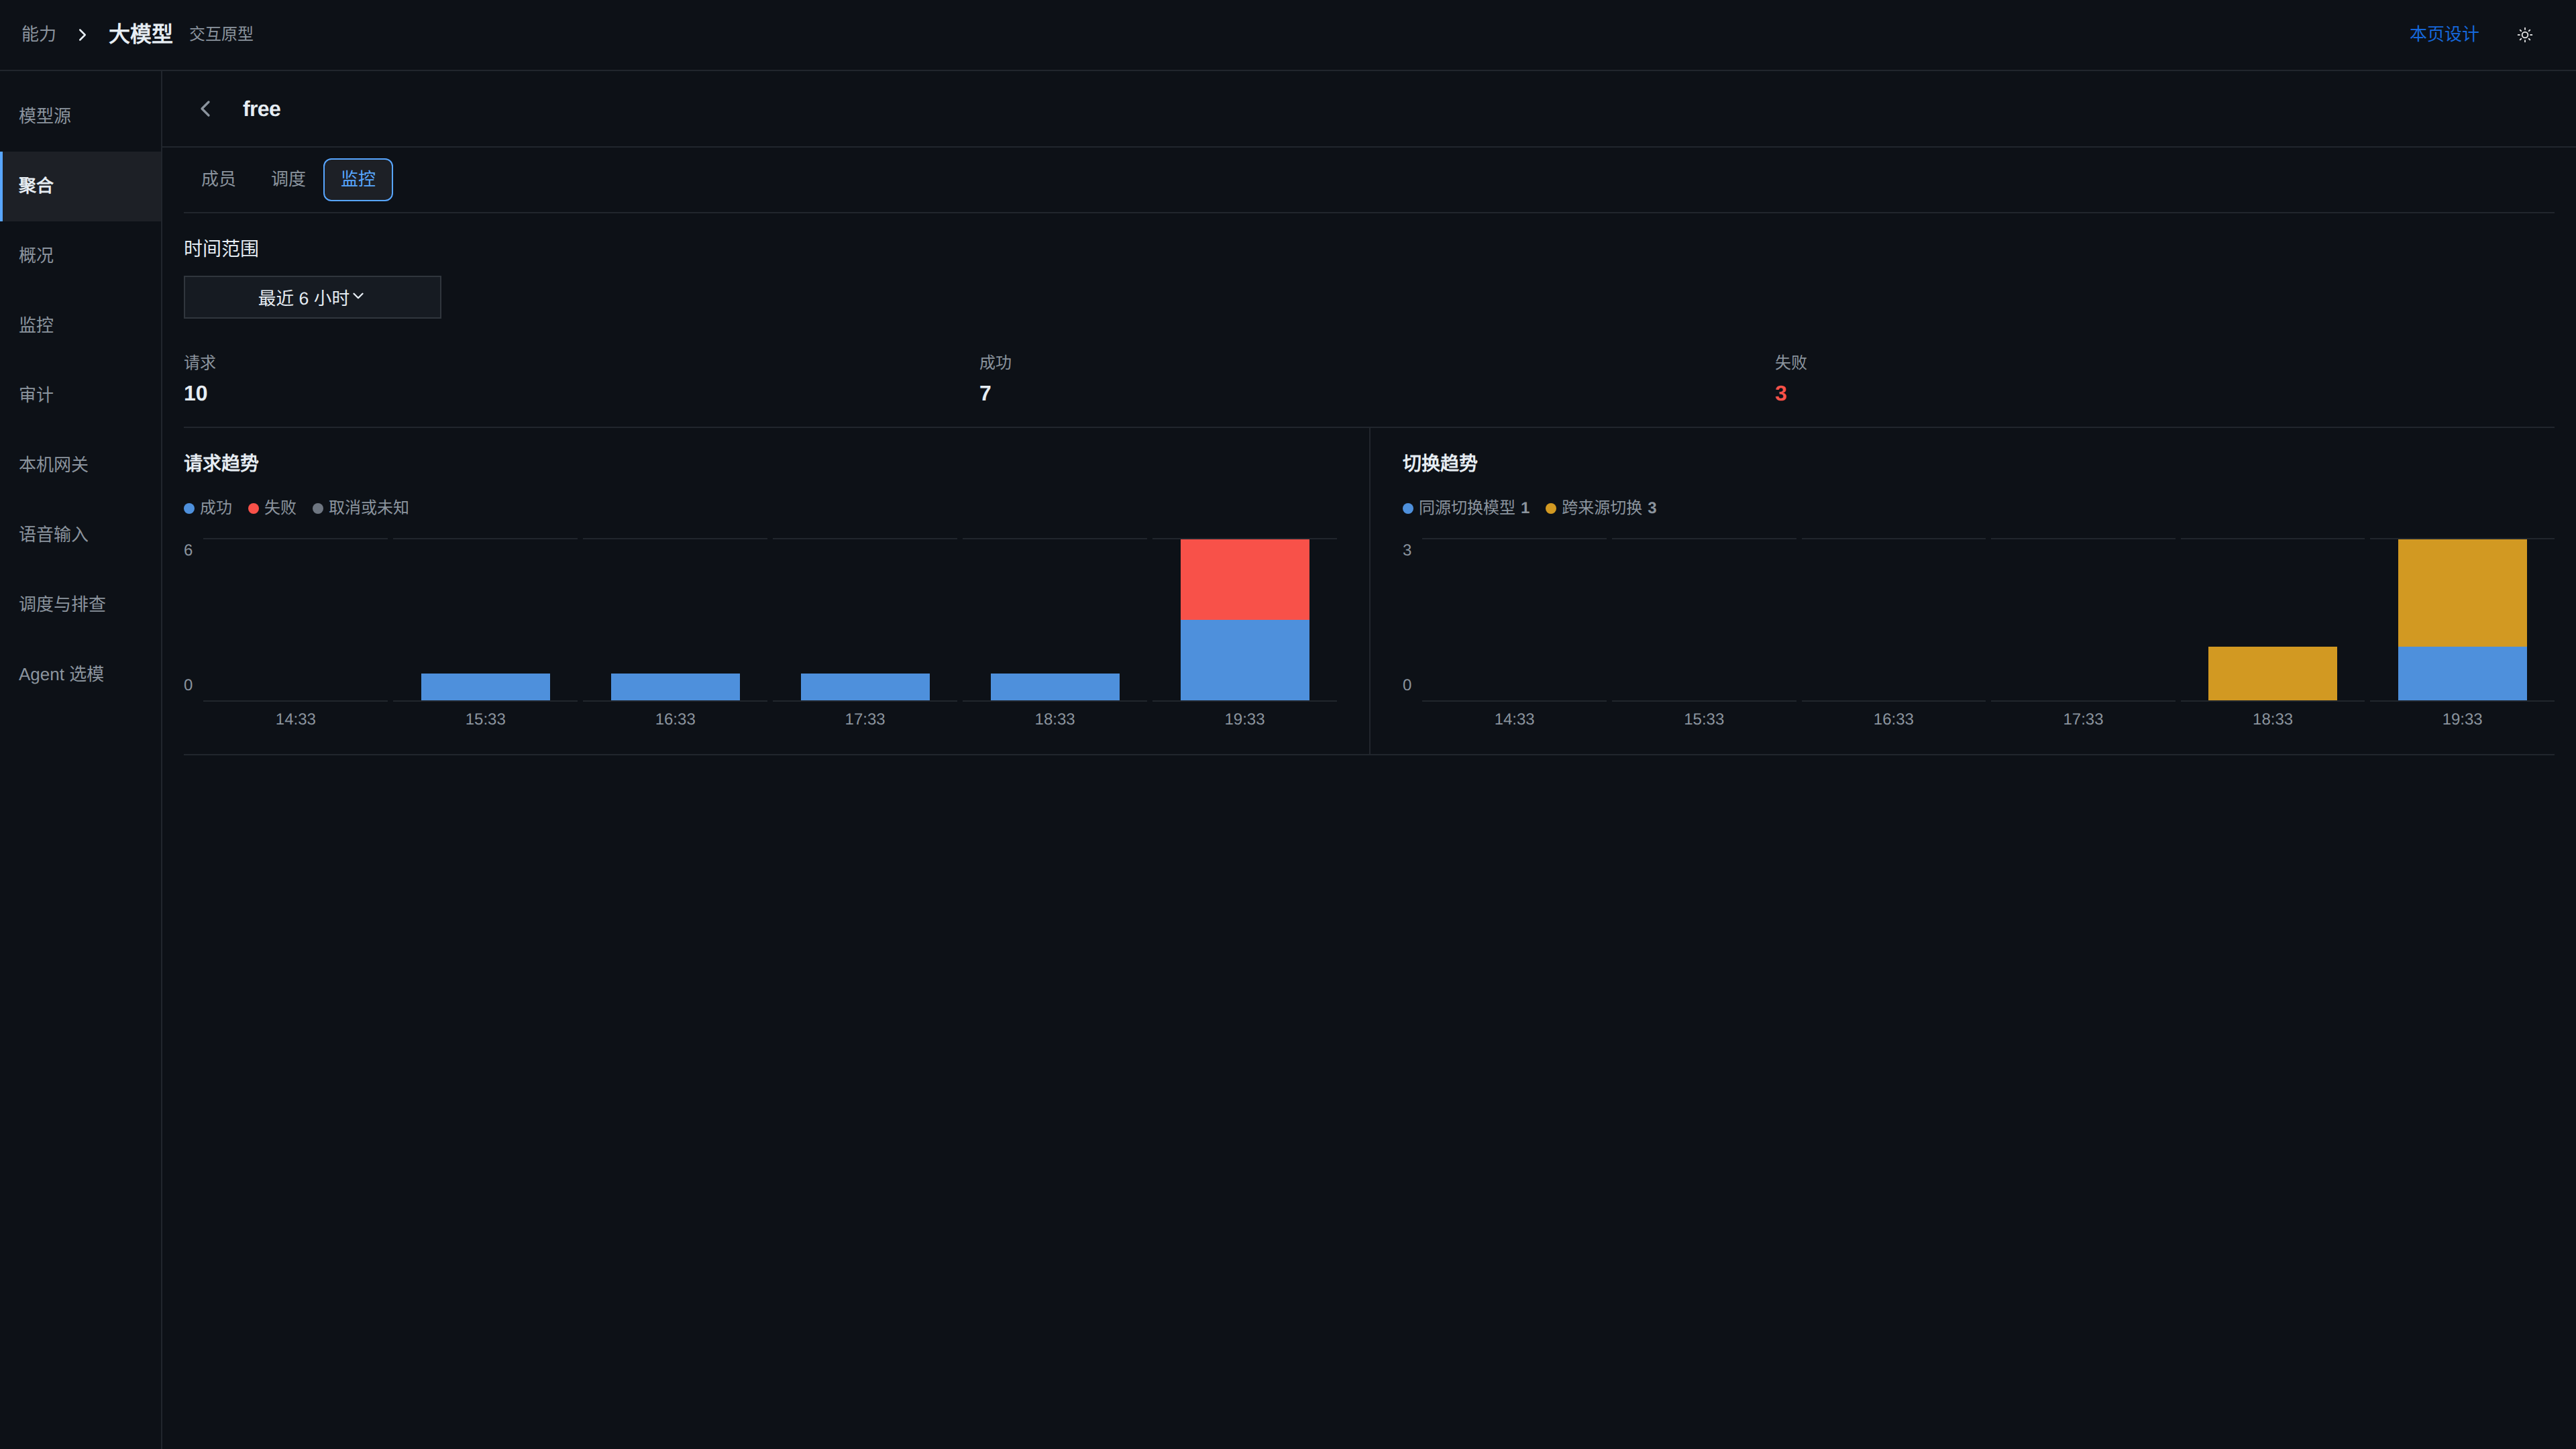 能力 大模型 交互原型 本页设计
模型源
聚合
概况
监控
审计
本机网关
语音输入
调度与排查
Agent 选模
free
成员 调度 监控
时间范围
最近 6 小时
请求 成功 失败
10 7 3
请求趋势
成功 失败 取消或未知
6
0
14:33 15:33 16:33 17:33 18:33 19:33
切换趋势
同源切换模型 1 跨来源切换 3
3
0
14:33 15:33 16:33 17:33 18:33 19:33